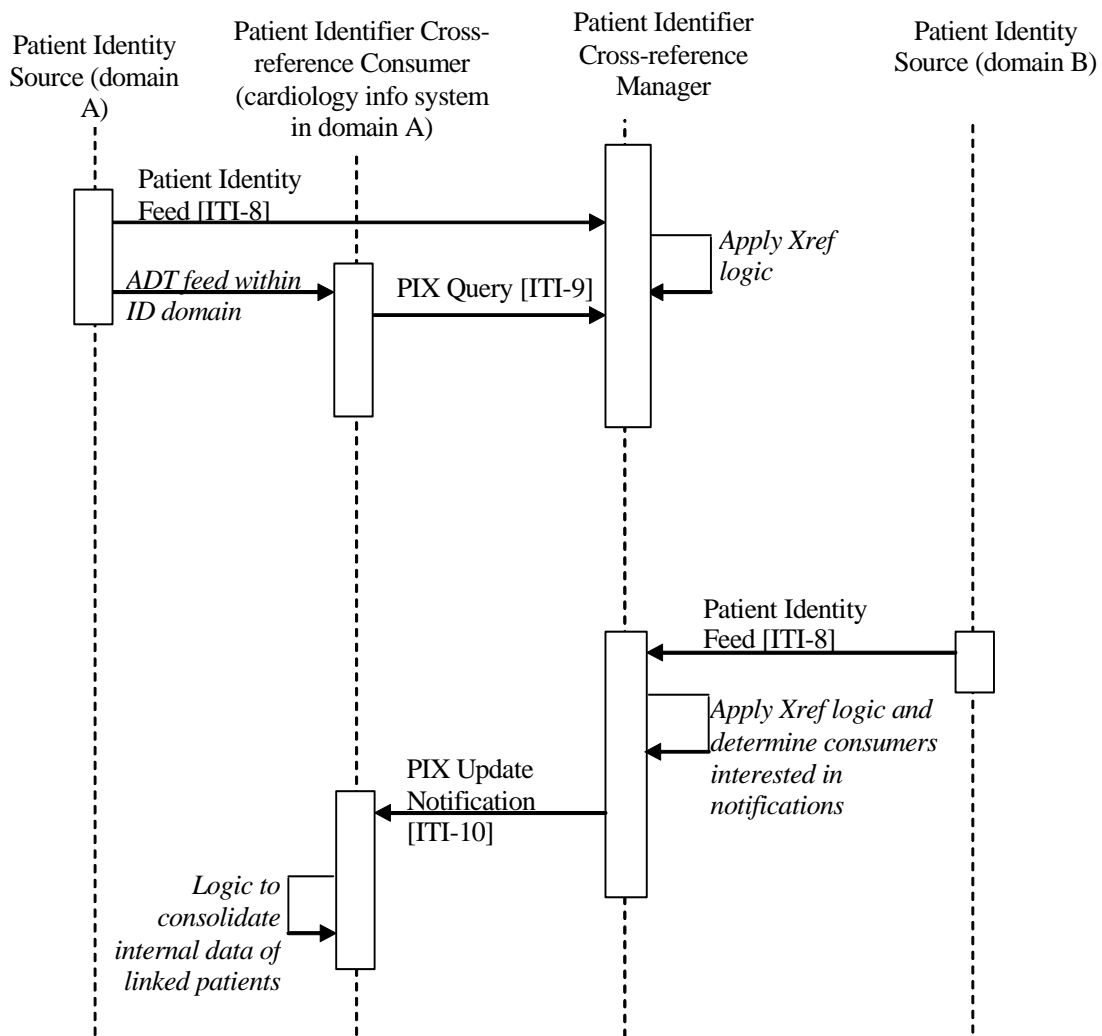 Patient Identity
Source (domain
A)
Patient Identifier Cross-
reference Consumer
(cardiology info system
in domain A)
Patient Identifier
Cross-reference
Manager
Patient Identity
Source (domain B)
Patient Identity
Feed [ITI-8]
Apply Xref
logic
ADT feed within
ID domain
PIX Query [ITI-9]
Patient Identity
Feed [ITI-8]
Apply Xref logic and
determine consumers
interested in
notifications
PIX Update
Notification
[ITI-10]
Logic to
consolidate
internal data of
linked patients